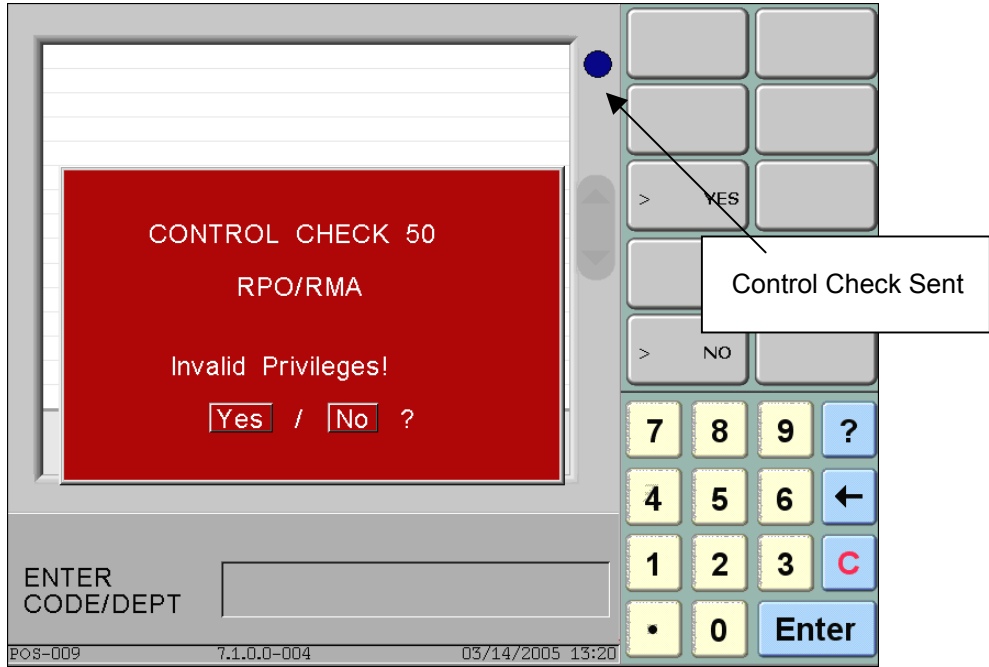 CONTROL CHECK 50
RPO/RMA
Invalid Privileges!
Yes / No ?
> YES
Control Check Sent
> NO
7 8 9 ?
4 5 6 ←
1 2 3 C
• 0 Enter
ENTER
CODE/DEPT
POS-009 7.1.0.0-004 03/14/2005 13:20